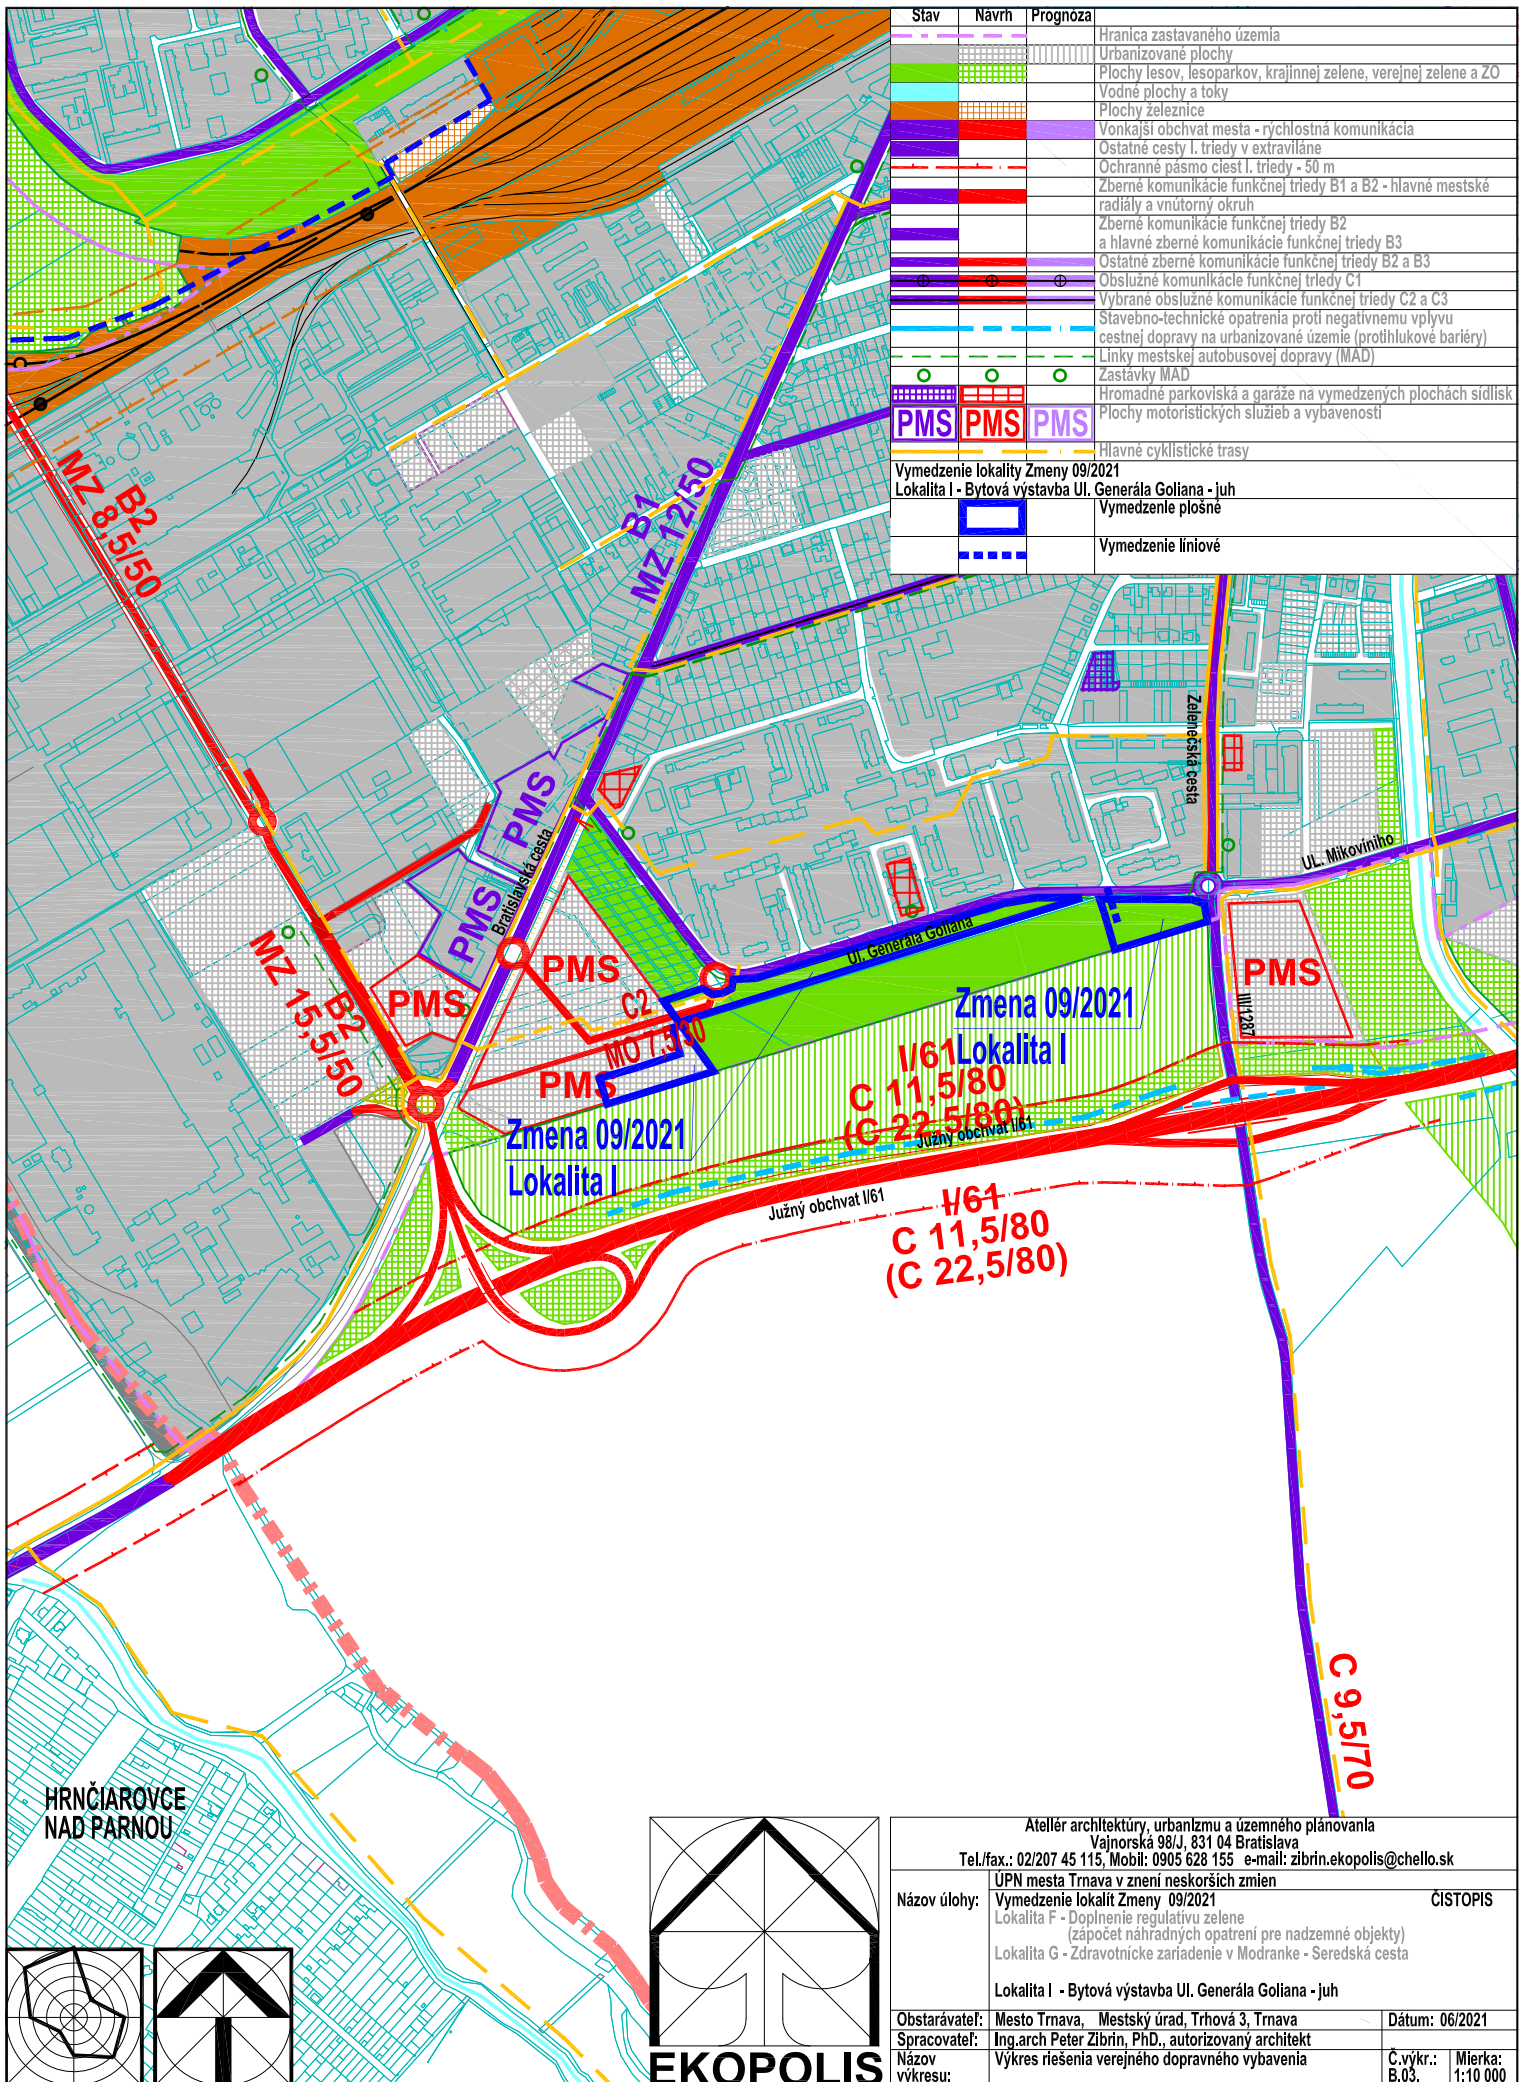 Stav Návrh Prognóza
Hranica zastavaného územia
Urbanizované plochy
Plochy lesov, lesoparkov, krajinnej zelene, verejnej zelene a ZO
Vodné plochy a toky
Plochy železnice
Vonkajší obchvat mesta - rýchlostná komunikácia
Ostatné cesty I. triedy v extraviláne
Ochranné pásmo ciest I. triedy - 50 m
Zberné komunikácie funkčnej triedy B1 a B2 - hlavné mestské
radiály a vnútorný okruh
Zberné komunikácie funkčnej triedy B2
a hlavné zberné komunikácie funkčnej triedy B3
Ostatné zberné komunikácie funkčnej triedy B2 a B3
Obslužné komunikácie funkčnej triedy C1
Vybrané obslužné komunikácie funkčnej triedy C2 a C3
Stavebno-technické opatrenia proti negatívnemu vplyvu
cestnej dopravy na urbanizované územie (protihlukové bariéry)
Linky mestskej autobusovej dopravy (MAD)
Zastávky MAD
Hromadné parkoviská a garáže na vymedzených plochách sídlisk
PMS PMS PMS Plochy motoristických služieb a vybavenosti
Hlavné cyklistické trasy
Vymedzenie lokality Zmeny 09/2021
Lokalita I - Bytová výstavba Ul. Generála Goliana - juh
Vymedzenie plošné
Vymedzenie líniové
B2
MZ 8,5/50
B1
MZ 12/50
Zelenečská cesta
PMS
Bratislavská cesta
PMS
UL. Mikovíniho
Ul. Generála Goliana
B2
MZ 15,5/50
PMS
PMS
C2
MO 7,5/30
PMS
PMS
III/1287
Zmena 09/2021
Lokalita I
I/61
C 11,5/80
(C 22,5/80)
Južný obchvat I/61
Zmena 09/2021
Lokalita I
Južný obchvat I/61
I/61
C 11,5/80
(C 22,5/80)
C 9,5/70
HRNČIAROVCE
NAD PARNOU
EKOPOLIS
Ateliér architektúry, urbanizmu a územného plánovania
Vajnorská 98/J, 831 04 Bratislava
Tel./fax.: 02/207 45 115, Mobil: 0905 628 155 e-mail: zibrin.ekopolis@chello.sk
ÚPN mesta Trnava v znení neskorších zmien
Názov úlohy: Vymedzenie lokalít Zmeny 09/2021 ČISTOPIS
Lokalita F - Doplnenie regulatívu zelene
(zápočet náhradných opatrení pre nadzemné objekty)
Lokalita G - Zdravotnícke zariadenie v Modranke - Seredská cesta
Lokalita I - Bytová výstavba Ul. Generála Goliana - juh
Obstarávateľ: Mesto Trnava, Mestský úrad, Trhová 3, Trnava Dátum: 06/2021
Spracovateľ: Ing.arch Peter Zibrin, PhD., autorizovaný architekt
Názov Výkres riešenia verejného dopravného vybavenia Č.výkr.: Mierka:
výkresu: B.03. 1:10 000